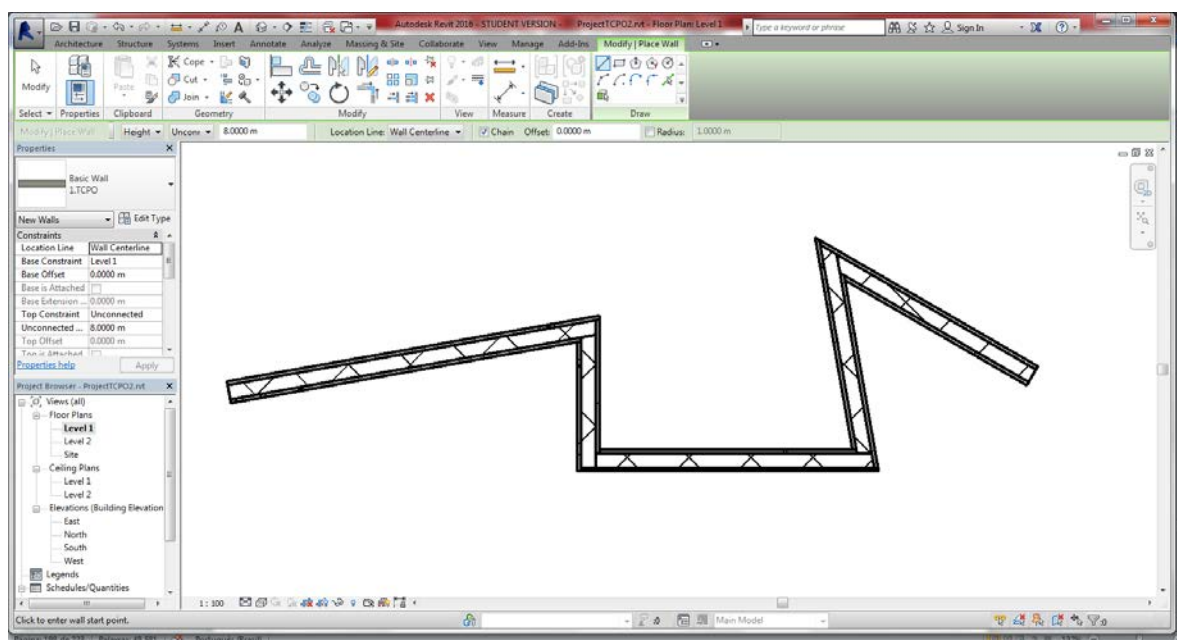 Autodesk Revit 2016 - STUDENT VERSION - ProjectTCPO2.rvt - Floor Plan: Level 1 Type a keyword or phrase Sign In
Architecture Structure Systems Insert Annotate Analyze Massing & Site Collaborate View Manage Add-Ins Modify | Place Wall
Modify Paste Cope Cut Join
Select Properties Clipboard Geometry Modify View Measure Create Draw
Modify | Place Wall Height Uncon 8.0000 m Location Line: Wall Centerline Chain Offset: 0.0000 m Radius: 1.0000 m
Properties
Basic Wall
1.TCPO
New Walls Edit Type
Constraints
Location Line Wall Centerline
Base Constraint Level 1
Base Offset 0.0000 m
Base is Attached
Base Extension ... 0.0000 m
Top Constraint Unconnected
Unconnected ... 8.0000 m
Top Offset 0.0000 m
Top is Attached
Properties help Apply
Project Browser - ProjectTCPO2.rvt
Views (all)
Floor Plans
Level 1
Level 2
Site
Ceiling Plans
Level 1
Level 2
Elevations (Building Elevation
East
North
South
West
Legends
Schedules/Quantities
1 : 100
Click to enter wall start point. :0 Main Model :0